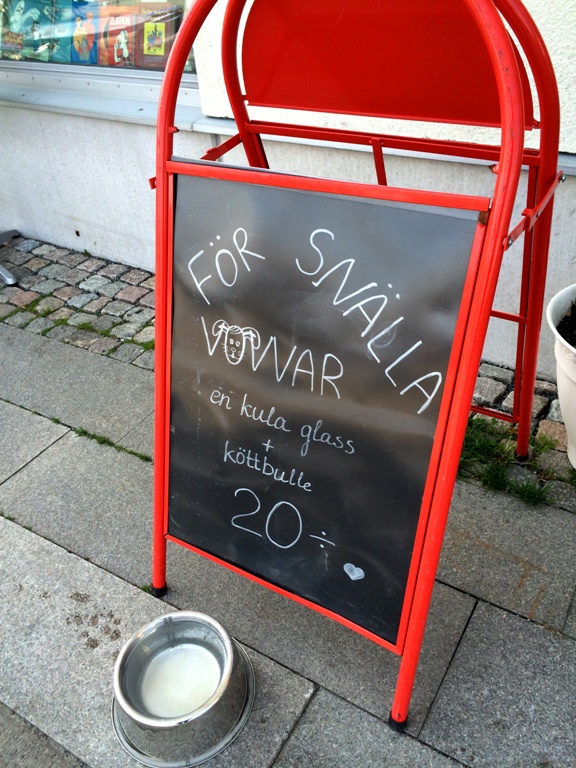 FÖR SNÄLLA
VOVVAR
en kula glass
+
köttbulle
20÷